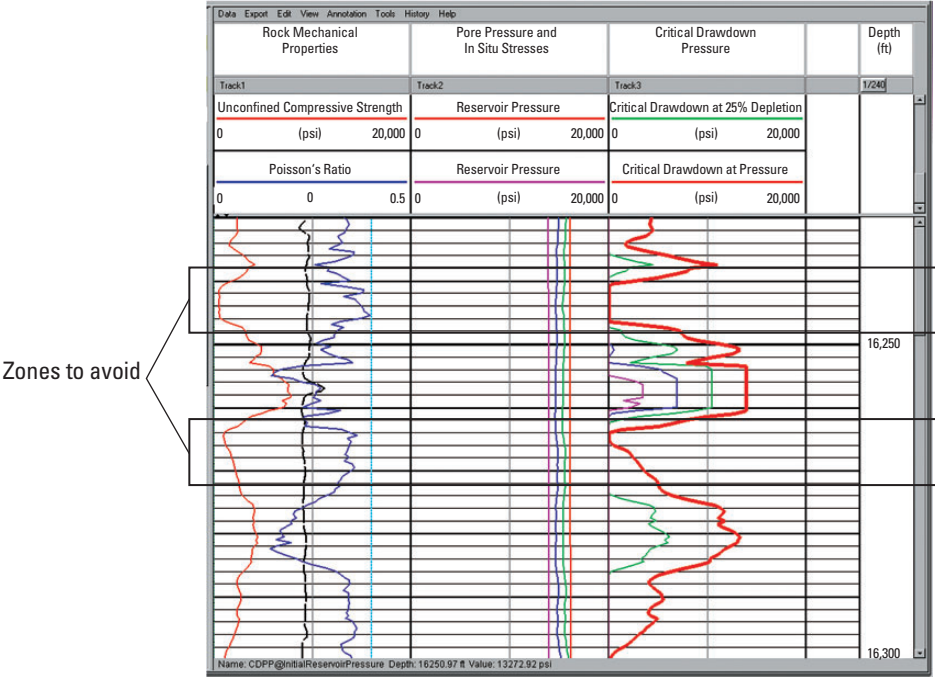 Data Export Edit View Annotation Tools History Help
Rock Mechanical
Properties
Pore Pressure and
In Situ Stresses
Critical Drawdown
Pressure
Depth
(ft)
Track1
Track2
Track3
1/240
Unconfined Compressive Strength
0 (psi) 20,000
Reservoir Pressure
0 (psi) 20,000
Critical Drawdown at 25% Depletion
0 (psi) 20,000
Poisson's Ratio
0 0 0.5
Reservoir Pressure
0 (psi) 20,000
Critical Drawdown at Pressure
0 (psi) 20,000
16,250
Zones to avoid
16,300
Name: CDPP@InitialReservoirPressure Depth: 16250.97 ft Value: 13272.92 psi